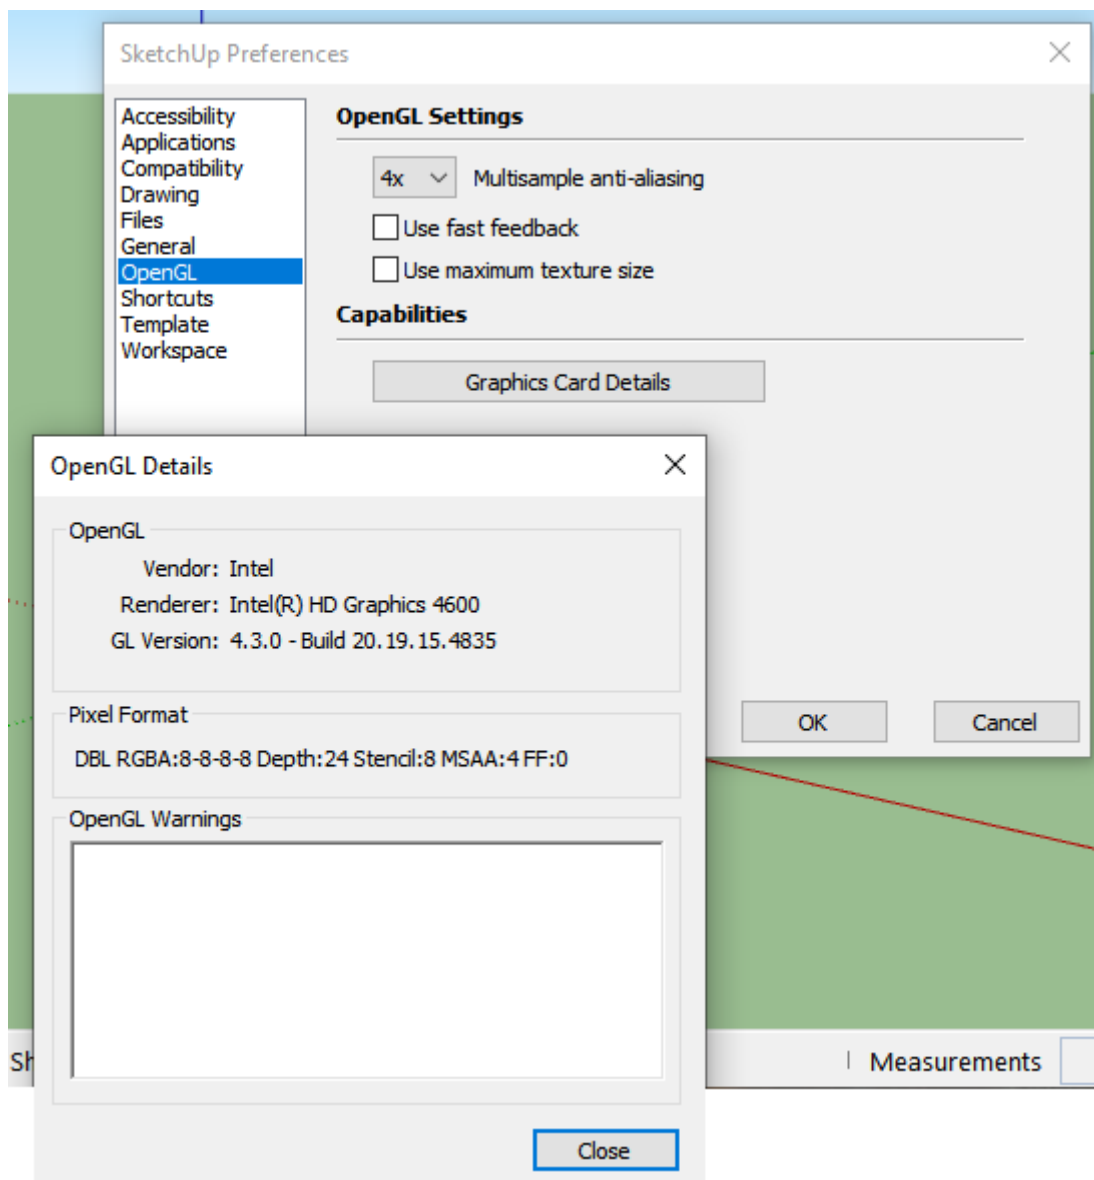 SketchUp Preferences
Accessibility
Applications
Compatibility
Drawing
Files
General
OpenGL
Shortcuts
Template
Workspace
OpenGL Settings
4x Multisample anti-aliasing
Use fast feedback
Use maximum texture size
Capabilities
Graphics Card Details
OK Cancel
OpenGL Details
OpenGL
Vendor: Intel
Renderer: Intel(R) HD Graphics 4600
GL Version: 4.3.0 - Build 20.19.15.4835
Pixel Format
DBL RGBA:8-8-8-8 Depth:24 Stencil:8 MSAA:4 FF:0
OpenGL Warnings
Close
Measurements